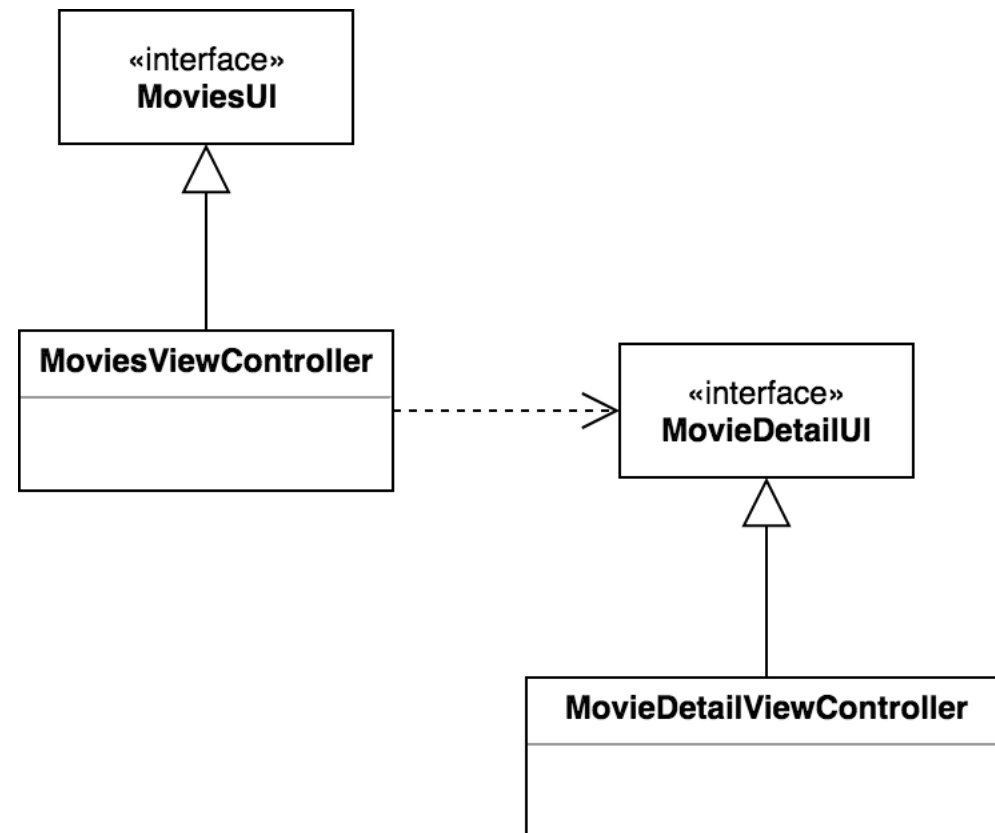 «interface»
MoviesUI
MoviesViewController
«interface»
MovieDetailUI
MovieDetailViewController